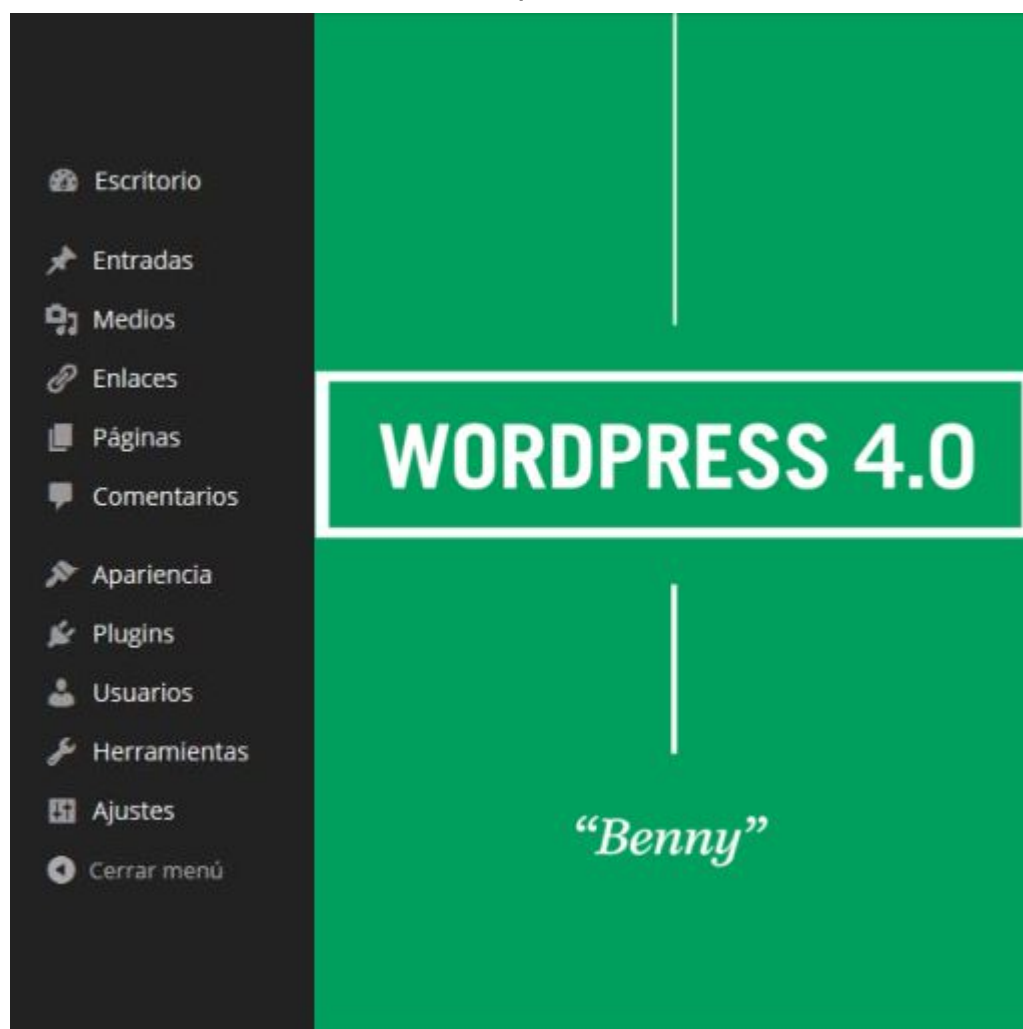 Escritorio
Entradas
Medios
Enlaces
Páginas
Comentarios
Apariencia
Plugins
Usuarios
Herramientas
Ajustes
Cerrar menú
WORDPRESS 4.0
“Benny”